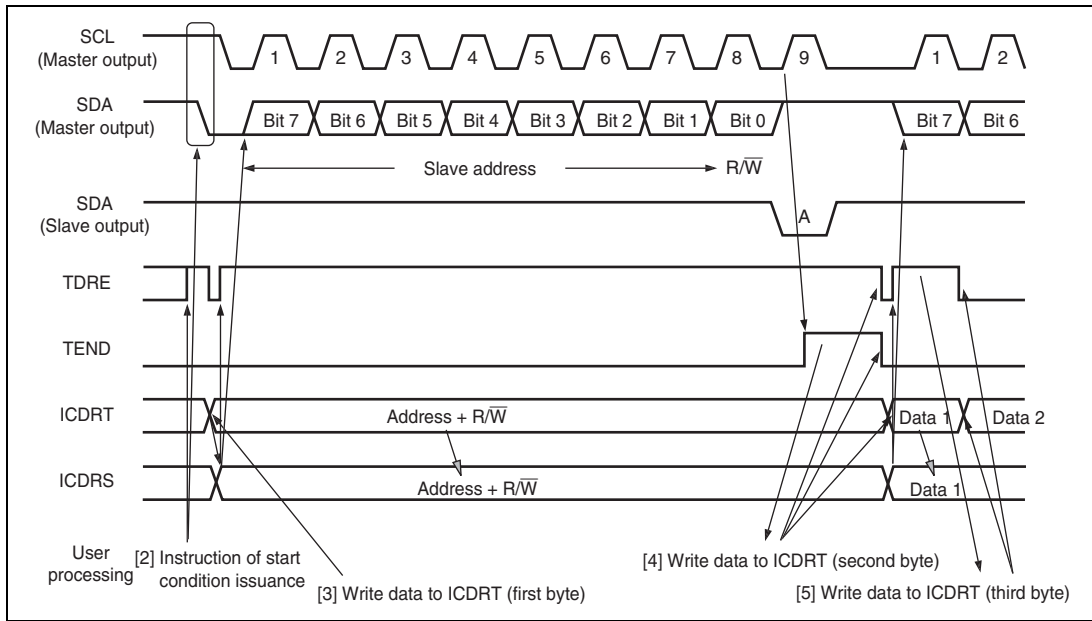 SCL
(Master output)
1 2 3 4 5 6 7 8 9 1 2
SDA
(Master output)
Bit 7 Bit 6 Bit 5 Bit 4 Bit 3 Bit 2 Bit 1 Bit 0 Bit 7 Bit 6
Slave address R/W̅
SDA
(Slave output)
A
TDRE
TEND
ICDRT
Address + R/W̅ Data 1 Data 2
ICDRS
Address + R/W̅ Data 1
User
processing
[2] Instruction of start
condition issuance
[3] Write data to ICDRT (first byte)
[4] Write data to ICDRT (second byte)
[5] Write data to ICDRT (third byte)